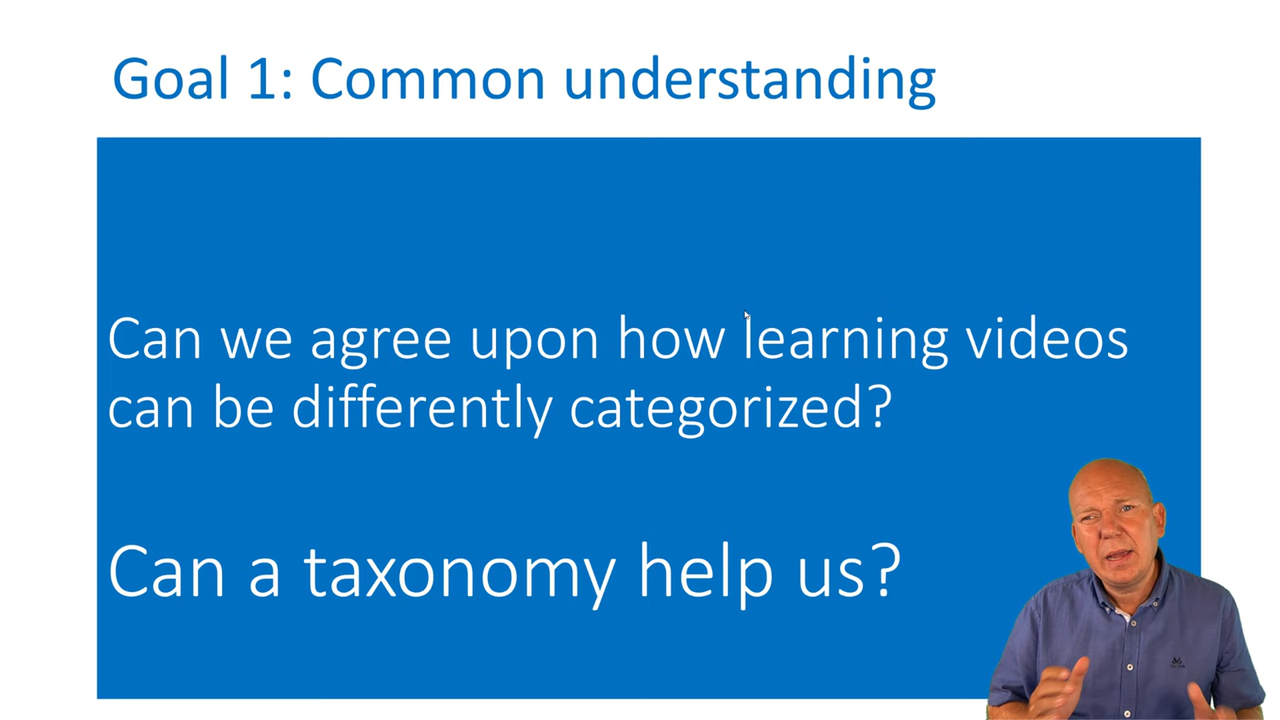 Goal 1: Common understanding
Can we agree upon how learning videos
can be differently categorized?
Can a taxonomy help us?